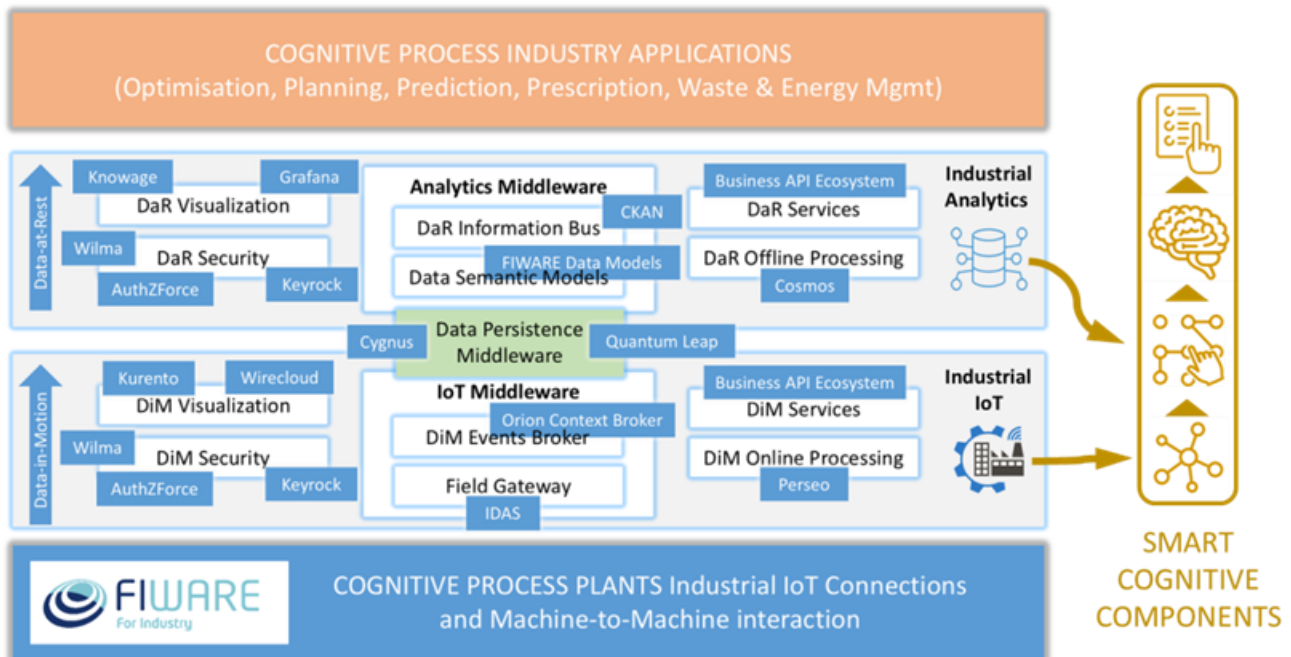 COGNITIVE PROCESS INDUSTRY APPLICATIONS
(Optimisation, Planning, Prediction, Prescription, Waste & Energy Mgmt)
Data-at-Rest
Knowage
Grafana
DaR Visualization
Wilma
DaR Security
AuthZForce
Keyrock
Analytics Middleware
CKAN
DaR Information Bus
FIWARE Data Models
Data Semantic Models
Business API Ecosystem
DaR Services
DaR Offline Processing
Cosmos
Industrial
Analytics
Cygnus
Data Persistence
Middleware
Quantum Leap
Data-in-Motion
Kurento
Wirecloud
DiM Visualization
Wilma
DiM Security
AuthZForce
Keyrock
IoT Middleware
Orion Context Broker
DiM Events Broker
Field Gateway
IDAS
Business API Ecosystem
DiM Services
DiM Online Processing
Perseo
Industrial
IoT
FIWARE
For Industry
COGNITIVE PROCESS PLANTS Industrial IoT Connections
and Machine-to-Machine interaction
SMART
COGNITIVE
COMPONENTS